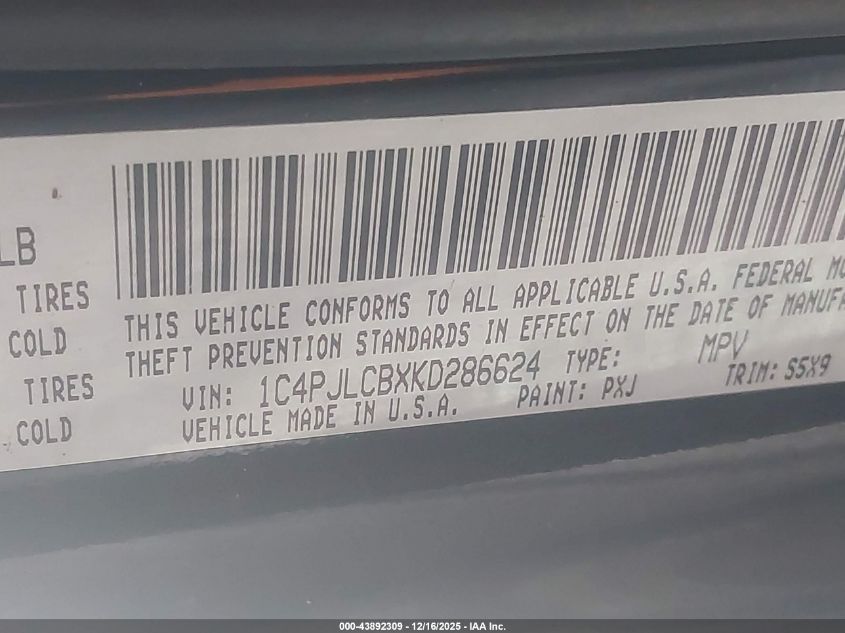 LB
TIRES
COLD
TIRES
COLD
THIS VEHICLE CONFORMS TO ALL APPLICABLE U.S.A. FEDERAL MO
THEFT PREVENTION STANDARDS IN EFFECT ON THE DATE OF MANUFA
VIN: 1C4PJLCBXKD286624 TYPE: MPV
VEHICLE MADE IN U.S.A. PAINT: PXJ TRIM: S5X9
000-43892309 - 12/16/2025 - IAA Inc.